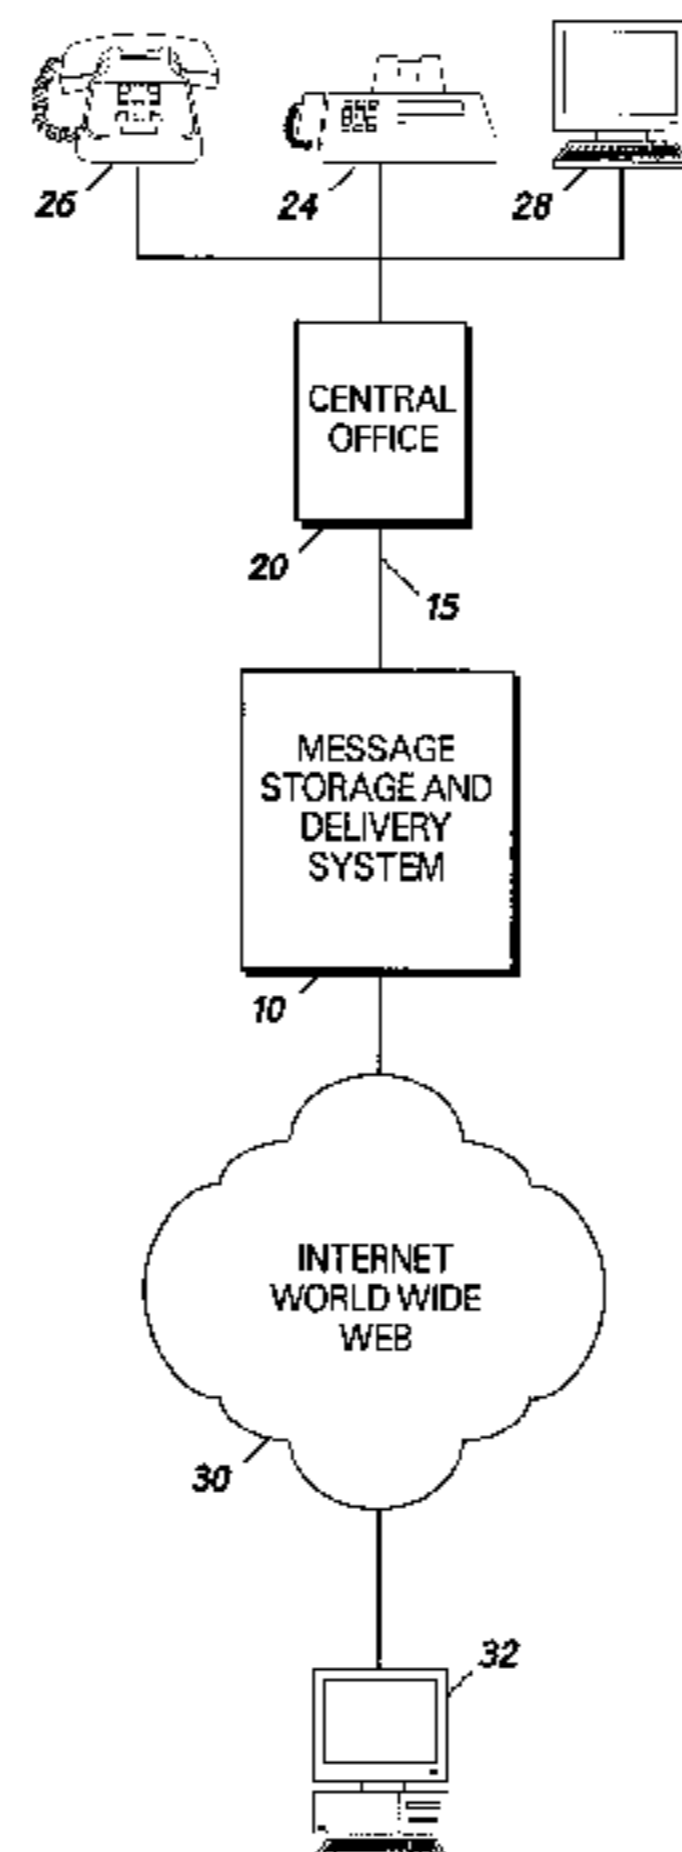 26
24
28
CENTRAL
OFFICE
20
15
MESSAGE
STORAGE AND
DELIVERY
SYSTEM
10
INTERNET
WORLD WIDE
WEB
30
32